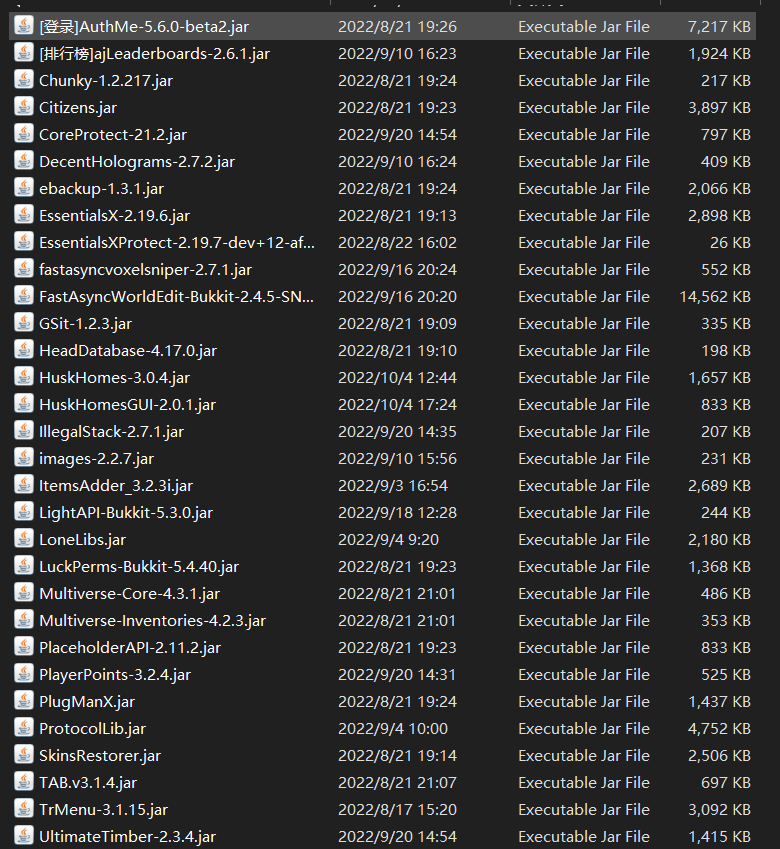 [登录]AuthMe-5.6.0-beta2.jar 2022/8/21 19:26 Executable Jar File 7,217 KB
[排行榜]ajLeaderboards-2.6.1.jar 2022/9/10 16:23 Executable Jar File 1,924 KB
Chunky-1.2.217.jar 2022/8/21 19:24 Executable Jar File 217 KB
Citizens.jar 2022/8/21 19:23 Executable Jar File 3,897 KB
CoreProtect-21.2.jar 2022/9/20 14:54 Executable Jar File 797 KB
DecentHolograms-2.7.2.jar 2022/9/10 16:24 Executable Jar File 409 KB
ebackup-1.3.1.jar 2022/8/21 19:24 Executable Jar File 2,066 KB
EssentialsX-2.19.6.jar 2022/8/21 19:13 Executable Jar File 2,898 KB
EssentialsXProtect-2.19.7-dev+12-af... 2022/8/22 16:02 Executable Jar File 26 KB
fastasyncvoxelsniper-2.7.1.jar 2022/9/16 20:24 Executable Jar File 552 KB
FastAsyncWorldEdit-Bukkit-2.4.5-SN... 2022/9/16 20:20 Executable Jar File 14,562 KB
GSit-1.2.3.jar 2022/8/21 19:09 Executable Jar File 335 KB
HeadDatabase-4.17.0.jar 2022/8/21 19:10 Executable Jar File 198 KB
HuskHomes-3.0.4.jar 2022/10/4 12:44 Executable Jar File 1,657 KB
HuskHomesGUI-2.0.1.jar 2022/10/4 17:24 Executable Jar File 833 KB
IllegalStack-2.7.1.jar 2022/9/20 14:35 Executable Jar File 207 KB
images-2.2.7.jar 2022/9/10 15:56 Executable Jar File 231 KB
ItemsAdder_3.2.3i.jar 2022/9/3 16:54 Executable Jar File 2,689 KB
LightAPI-Bukkit-5.3.0.jar 2022/9/18 12:28 Executable Jar File 244 KB
LoneLibs.jar 2022/9/4 9:20 Executable Jar File 2,180 KB
LuckPerms-Bukkit-5.4.40.jar 2022/8/21 19:23 Executable Jar File 1,368 KB
Multiverse-Core-4.3.1.jar 2022/8/21 21:01 Executable Jar File 486 KB
Multiverse-Inventories-4.2.3.jar 2022/8/21 21:01 Executable Jar File 353 KB
PlaceholderAPI-2.11.2.jar 2022/8/21 19:23 Executable Jar File 833 KB
PlayerPoints-3.2.4.jar 2022/9/20 14:31 Executable Jar File 525 KB
PlugManX.jar 2022/8/21 19:24 Executable Jar File 1,437 KB
ProtocolLib.jar 2022/9/4 10:00 Executable Jar File 4,752 KB
SkinsRestorer.jar 2022/8/21 19:14 Executable Jar File 2,506 KB
TAB.v3.1.4.jar 2022/8/21 21:07 Executable Jar File 697 KB
TrMenu-3.1.15.jar 2022/8/17 15:20 Executable Jar File 3,092 KB
UltimateTimber-2.3.4.jar 2022/9/20 14:54 Executable Jar File 1,415 KB